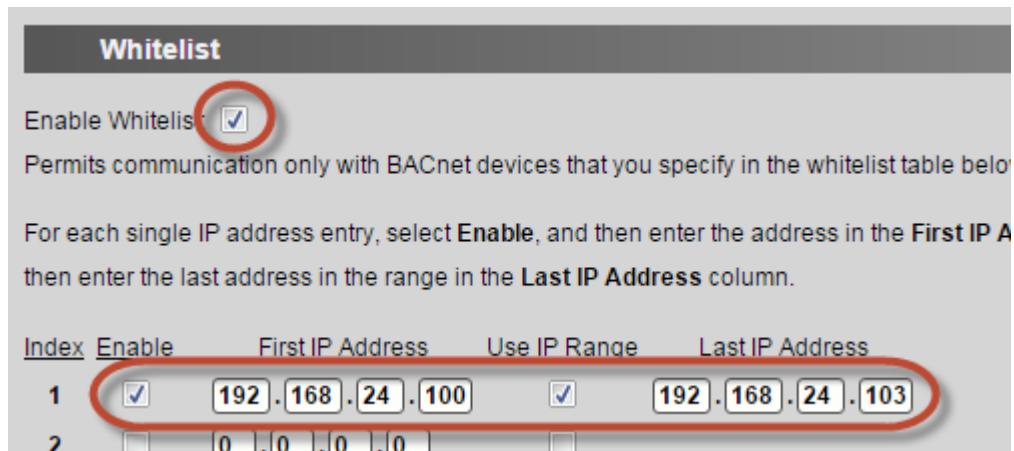 Whitelist
Enable Whitelist
Permits communication only with BACnet devices that you specify in the whitelist table
For each single IP address entry, select Enable, and then enter the address in the First IP
then enter the last address in the range in the Last IP Address column.
Index Enable First IP Address Use IP Range Last IP Address
1 192 . 168 . 24 . 100 192 . 168 . 24 . 103
2 0 . 0 . 0 . 0